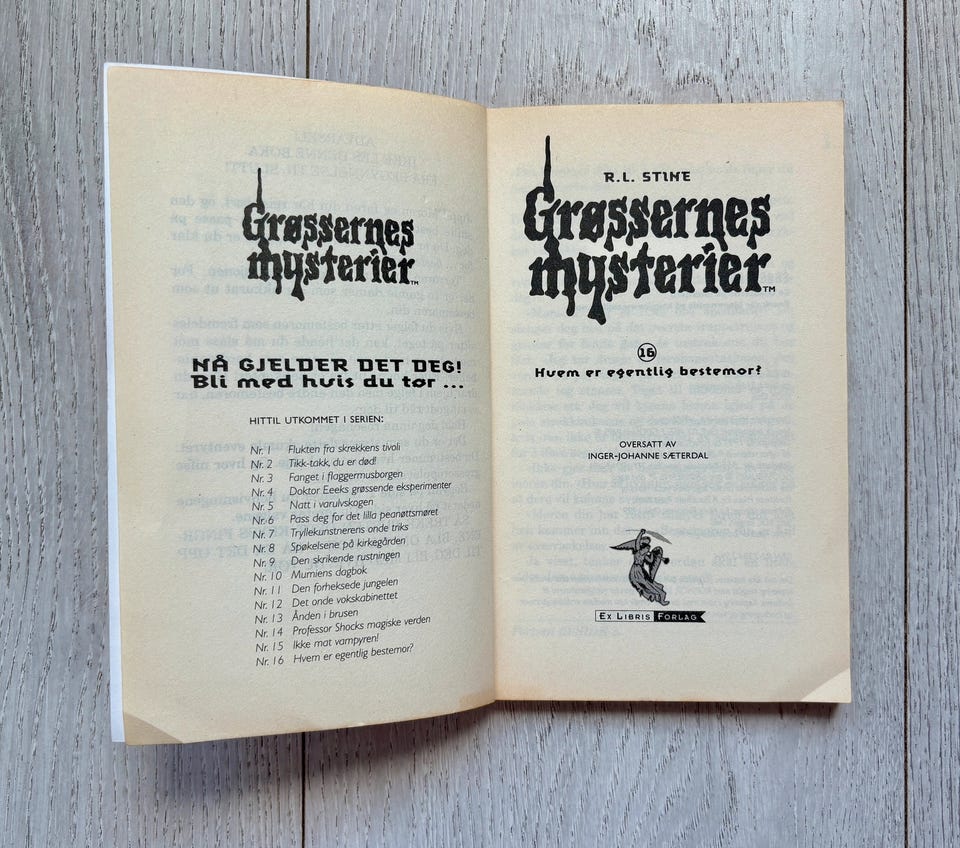 Grøssernes
mysterier™
NÅ GJELDER DET DEG!
Bli med hvis du tør ...
HITTIL UTKOMMET I SERIEN:
Nr. 1 Flukten fra skrekkens tivoli
Nr. 2 Tikk-takk, du er død!
Nr. 3 Fanget i flaggermusborgen
Nr. 4 Doktor Eeeks grøssende eksperimenter
Nr. 5 Natt i varulvskogen
Nr. 6 Pass deg for det lilla peanøttsmøret
Nr. 7 Tryllekunstnerens onde triks
Nr. 8 Spøkelsene på kirkegården
Nr. 9 Den skrikende rustningen
Nr. 10 Mumiens dagbok
Nr. 11 Den forheksede jungelen
Nr. 12 Det onde vokskabinettet
Nr. 13 Ånden i brusen
Nr. 14 Professor Shocks magiske verden
Nr. 15 Ikke mat vampyren!
Nr. 16 Hvem er egentlig bestemor?
R.L. STINE
Grøssernes
mysterier™
16
Hvem er egentlig bestemor?
OVERSATT AV
INGER-JOHANNE SÆTERDAL
EX LIBRIS FORLAG